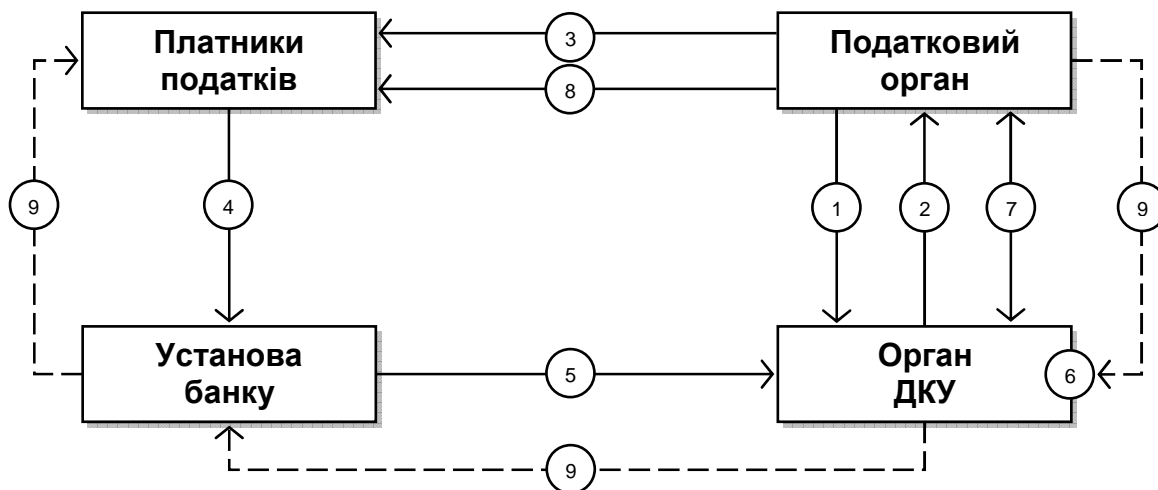 Платники
податків
3
8
Податковий
орган
9
4
1
2
7
9
Установа
банку
5
Орган
ДКУ
6
9